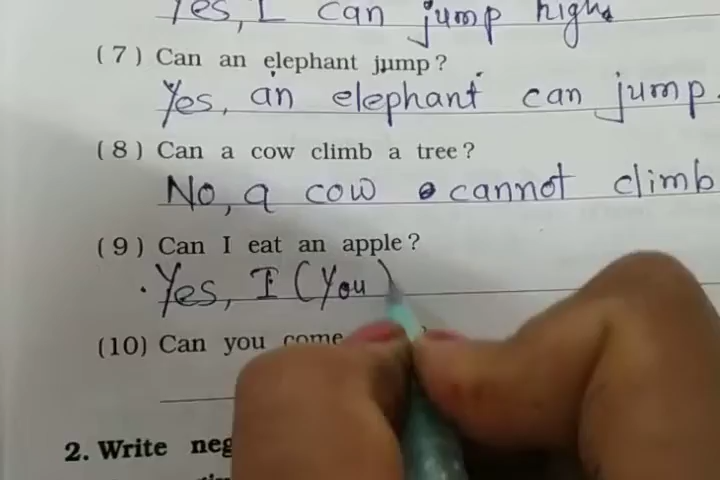 Yes, I can jump high
(7) Can an elephant jump?
Yes, an elephant can jump.
(8) Can a cow climb a tree?
No, a cow cannot climb
(9) Can I eat an apple?
Yes, I (You)
(10) Can you come
2. Write neg